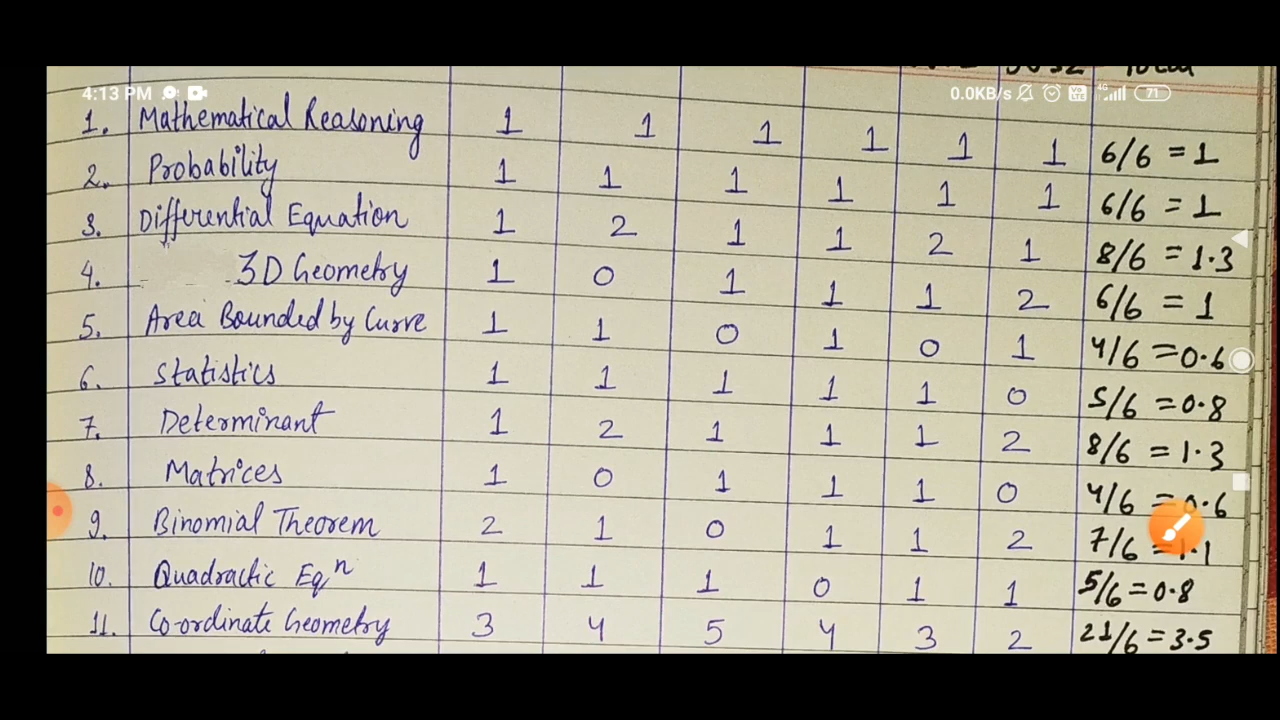 Total
4:13 PM 0.0KB/s 4G 71
1. Mathematical Reasoning 1 1 1 1 1 1 6/6 = 1
2. Probability 1 1 1 1 1 1 6/6 = 1
3. Differential Equation 1 2 1 1 2 1 8/6 = 1.3
4. 3D Geometry 1 0 1 1 1 2 6/6 = 1
5. Area Bounded by Curve 1 1 0 1 0 1 4/6 = 0.6
6. Statistics 1 1 1 1 1 0 5/6 = 0.8
7. Determinant 1 2 1 1 1 2 8/6 = 1.3
8. Matrices 1 0 1 1 1 0 4/6 = 0.6
9. Binomial Theorem 2 1 0 1 1 2 7/6 = 1.1
10. Quadractic Eqⁿ 1 1 1 0 1 1 5/6 = 0.8
11. Co-ordinate Geometry 3 4 5 4 3 2 21/6 = 3.5